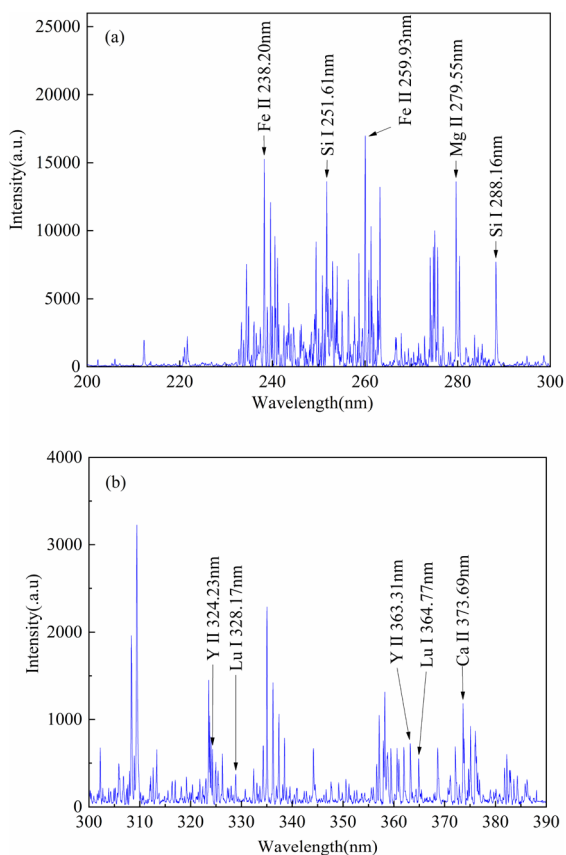 (a)
Intensity(a.u.)
25000
20000
15000
10000
5000
0
Fe II 238.20nm
Si I 251.61nm
Fe II 259.93nm
Mg II 279.55nm
Si I 288.16nm
200 220 240 260 280 300
Wavelength(nm)
(b)
Intensity(.a.u)
4000
3000
2000
1000
0
Y II 324.23nm
Lu I 328.17nm
Y II 363.31nm
Lu I 364.77nm
Ca II 373.69nm
300 310 320 330 340 350 360 370 380 390
Wavelength(nm)